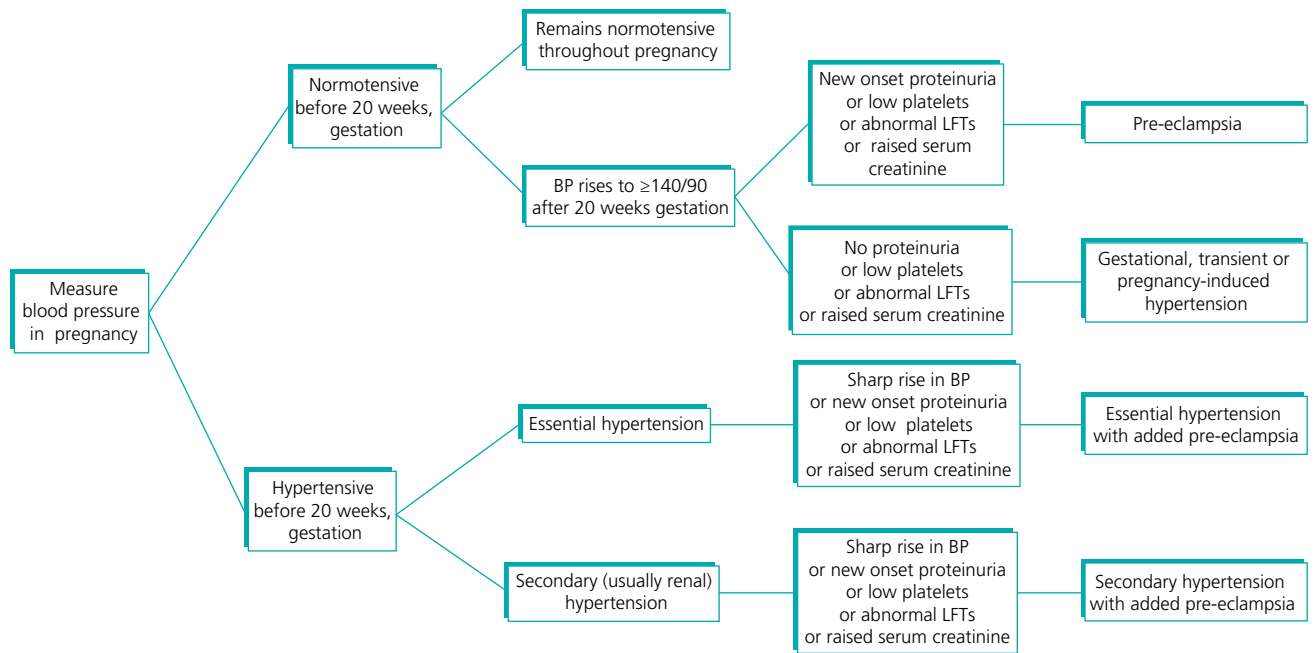 Remains normotensive
throughout pregnancy
Normotensive
before 20 weeks,
gestation
New onset proteinuria
or low platelets
or abnormal LFTs
or raised serum
creatinine
Pre-eclampsia
BP rises to ≥140/90
after 20 weeks gestation
No proteinuria
or low platelets
or abnormal LFTs
or raised serum creatinine
Gestational, transient or
pregnancy-induced
hypertension
Measure
blood pressure
in pregnancy
Essential hypertension
Sharp rise in BP
or new onset proteinuria
or low platelets
or abnormal LFTs
or raised serum creatinine
Essential hypertension
with added pre-eclampsia
Hypertensive
before 20 weeks,
gestation
Secondary (usually renal)
hypertension
Sharp rise in BP
or new onset proteinuria
or low platelets
or abnormal LFTs
or raised serum creatinine
Secondary hypertension
with added pre-eclampsia